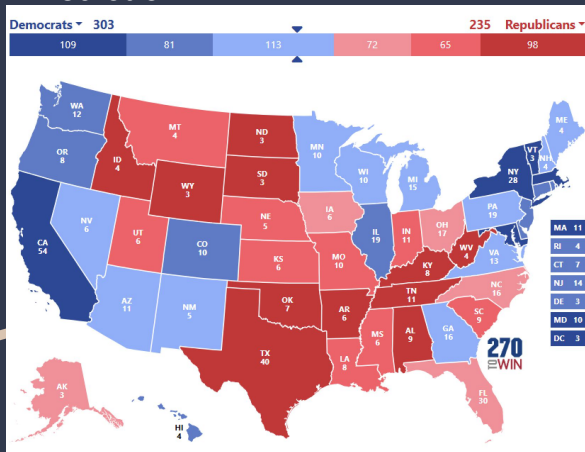 Democrats 303
235 Republicans
109 81 113 72 65 98
WA
12
OR
8
CA
54
NV
6
ID
4
MT
4
WY
3
UT
6
AZ
11
CO
10
NM
5
ND
3
SD
3
NE
5
KS
6
OK
7
TX
40
MN
10
IA
6
MO
10
AR
6
LA
8
WI
10
IL
19
MI
15
IN
11
OH
17
KY
8
TN
11
MS
6
AL
9
GA
16
FL
30
SC
9
NC
16
VA
13
WV
4
PA
19
NY
28
VT
3
NH
4
ME
4
MA 11
RI 4
CT 7
NJ 14
DE 3
MD 10
DC 3
AK
3
HI
4
270
TO
WIN